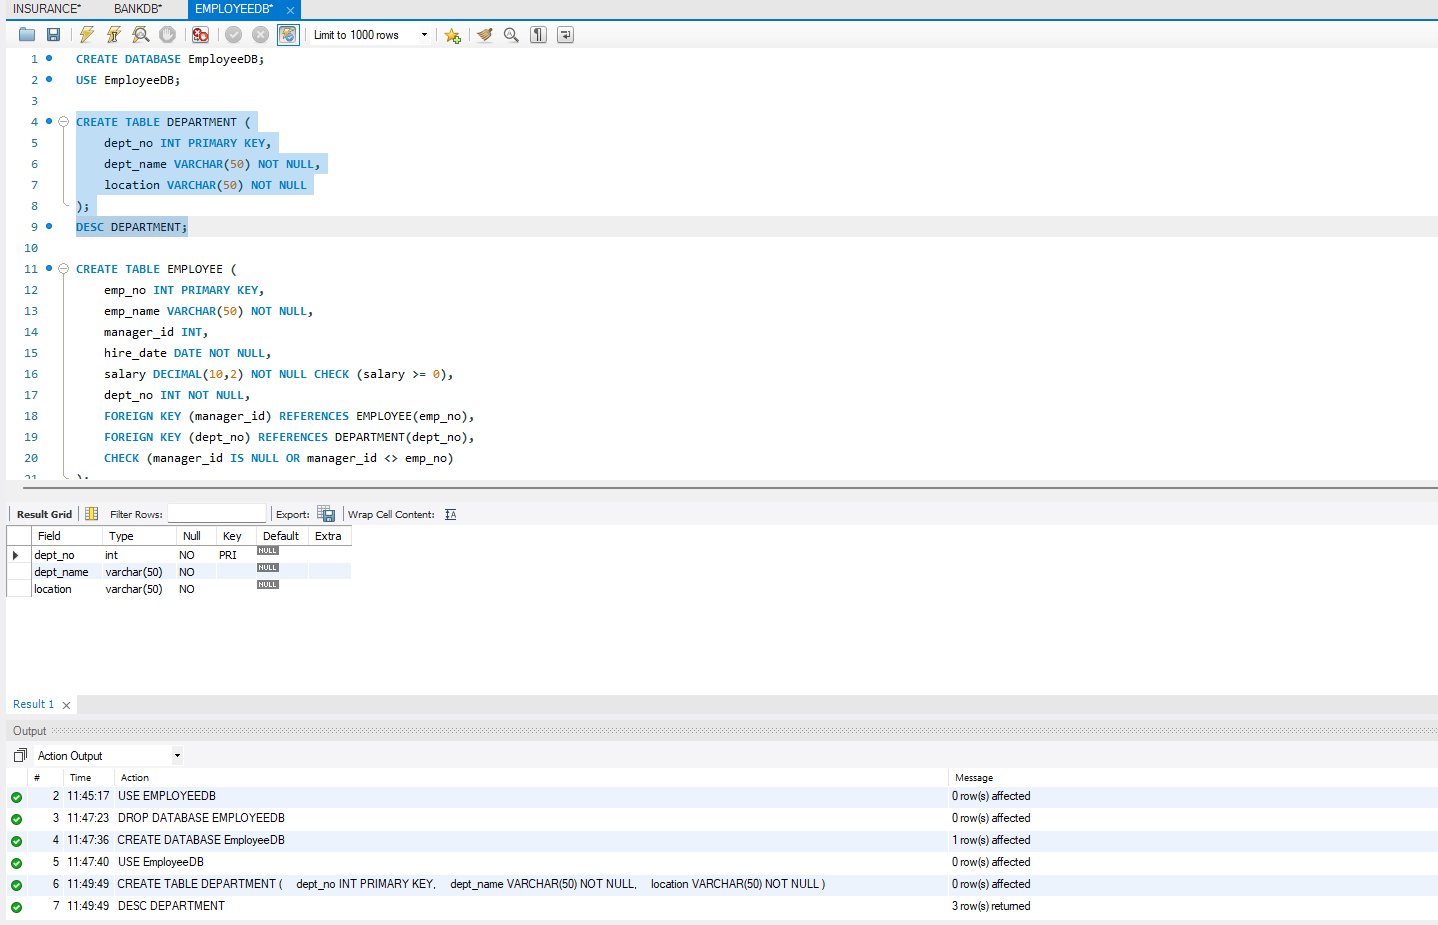 INSURANCE* BANKDB* EMPLOYEEDB*
Limit to 1000 rows
1 CREATE DATABASE EmployeeDB;
2 USE EmployeeDB;
3
4 CREATE TABLE DEPARTMENT (
5 dept_no INT PRIMARY KEY,
6 dept_name VARCHAR(50) NOT NULL,
7 location VARCHAR(50) NOT NULL
8 );
9 DESC DEPARTMENT;
10
11 CREATE TABLE EMPLOYEE (
12 emp_no INT PRIMARY KEY,
13 emp_name VARCHAR(50) NOT NULL,
14 manager_id INT,
15 hire_date DATE NOT NULL,
16 salary DECIMAL(10,2) NOT NULL CHECK (salary >= 0),
17 dept_no INT NOT NULL,
18 FOREIGN KEY (manager_id) REFERENCES EMPLOYEE(emp_no),
19 FOREIGN KEY (dept_no) REFERENCES DEPARTMENT(dept_no),
20 CHECK (manager_id IS NULL OR manager_id <> emp_no)
21 );
Result Grid Filter Rows: Export: Wrap Cell Content:
Field Type Null Key Default Extra
dept_no int NO PRI NULL
dept_name varchar(50) NO NULL
location varchar(50) NO NULL
Result 1
Output
Action Output
# Time Action Message
2 11:45:17 USE EMPLOYEEDB 0 row(s) affected
3 11:47:23 DROP DATABASE EMPLOYEEDB 0 row(s) affected
4 11:47:36 CREATE DATABASE EmployeeDB 1 row(s) affected
5 11:47:40 USE EmployeeDB 0 row(s) affected
6 11:49:49 CREATE TABLE DEPARTMENT ( dept_no INT PRIMARY KEY, dept_name VARCHAR(50) NOT NULL, location VARCHAR(50) NOT NULL ) 0 row(s) affected
7 11:49:49 DESC DEPARTMENT 3 row(s) returned